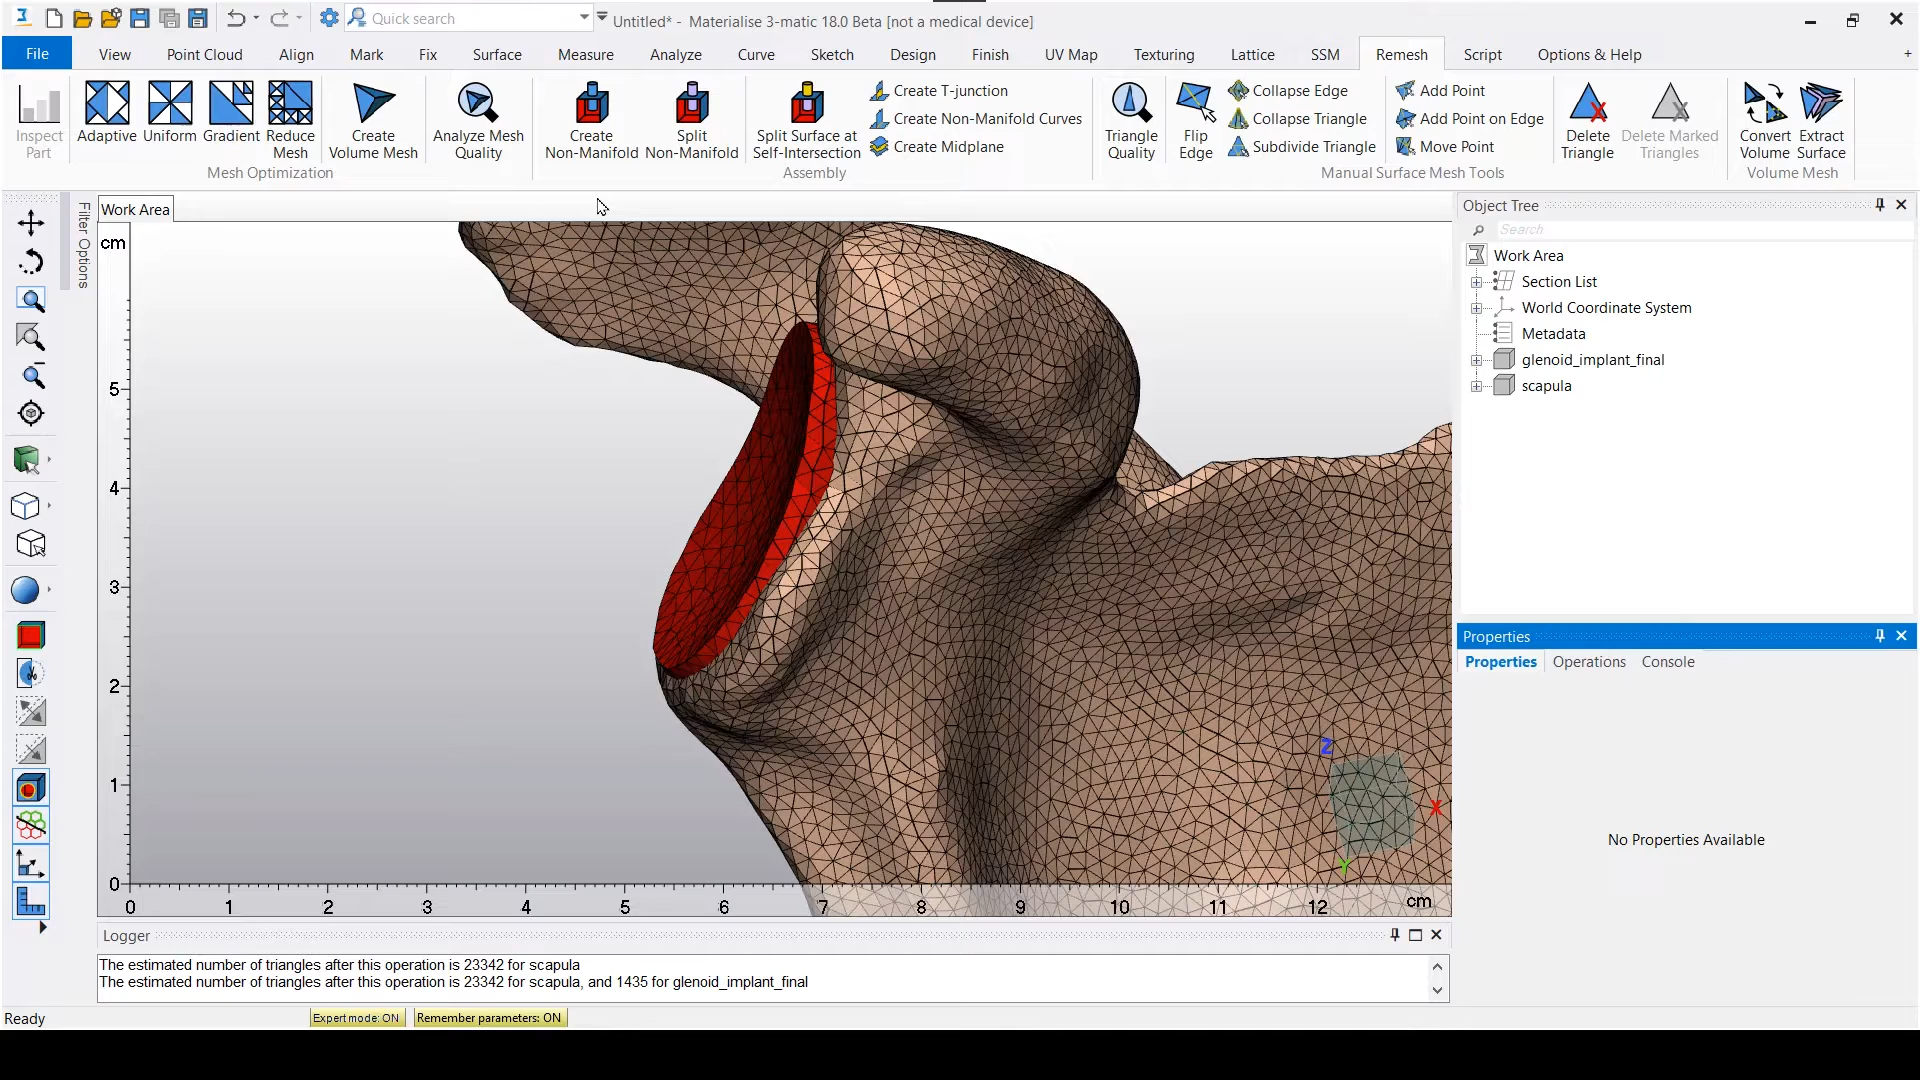 Quick search
Untitled* - Materialise 3-matic 18.0 Beta [not a medical device]
File View Point Cloud Align Mark Fix Surface Measure Analyze Curve Sketch Design Finish UV Map Texturing Lattice SSM Remesh Script Options & Help
Inspect Part
Adaptive
Uniform
Gradient
Reduce Mesh
Create Volume Mesh
Mesh Optimization
Analyze Mesh Quality
Create Non-Manifold
Split Non-Manifold
Split Surface at Self-Intersection
Create T-junction
Create Non-Manifold Curves
Create Midplane
Assembly
Triangle Quality
Flip Edge
Collapse Edge
Collapse Triangle
Subdivide Triangle
Add Point
Add Point on Edge
Move Point
Delete Triangle
Delete Marked Triangles
Manual Surface Mesh Tools
Convert Volume
Extract Surface
Volume Mesh
Filter Options
Work Area
cm
5
4
3
2
1
0
0 1 2 3 4 5 6 7 8 9 10 11 12 cm
Z
X
Y
Object Tree
Search
Work Area
Section List
World Coordinate System
Metadata
glenoid_implant_final
scapula
Properties
Properties Operations Console
No Properties Available
Logger
The estimated number of triangles after this operation is 23342 for scapula
The estimated number of triangles after this operation is 23342 for scapula, and 1435 for glenoid_implant_final
Ready
Expert mode: ON
Remember parameters: ON